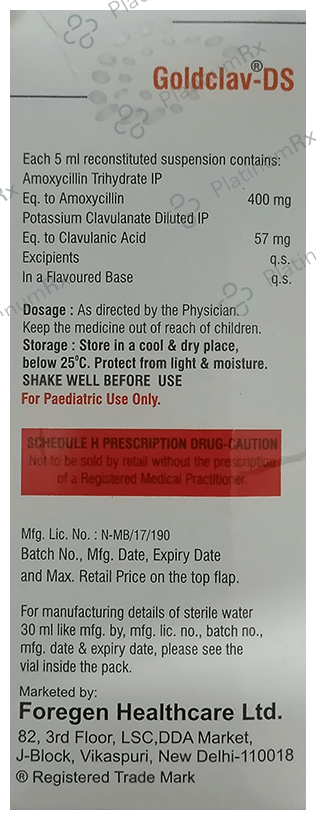 Goldclav®-DS
Each 5 ml reconstituted suspension contains:
Amoxycillin Trihydrate IP
Eq. to Amoxycillin 400 mg
Potassium Clavulanate Diluted IP
Eq. to Clavulanic Acid 57 mg
Excipients q.s.
In a Flavoured Base q.s.
Dosage : As directed by the Physician.
Keep the medicine out of reach of children.
Storage : Store in a cool & dry place,
below 25°C. Protect from light & moisture.
SHAKE WELL BEFORE USE
For Paediatric Use Only.
SCHEDULE H PRESCRIPTION DRUG-CAUTION
Not to be sold by retail without the prescription
of a Registered Medical Practitioner.
Mfg. Lic. No. : N-MB/17/190
Batch No., Mfg. Date, Expiry Date
and Max. Retail Price on the top flap.
For manufacturing details of sterile water
30 ml like mfg. by, mfg. lic. no., batch no.,
mfg. date & expiry date, please see the
vial inside the pack.
Marketed by:
Foregen Healthcare Ltd.
82, 3rd Floor, LSC,DDA Market,
J-Block, Vikaspuri, New Delhi-110018
® Registered Trade Mark
PlatinumRx
PlatinumRx
PlatinumRx